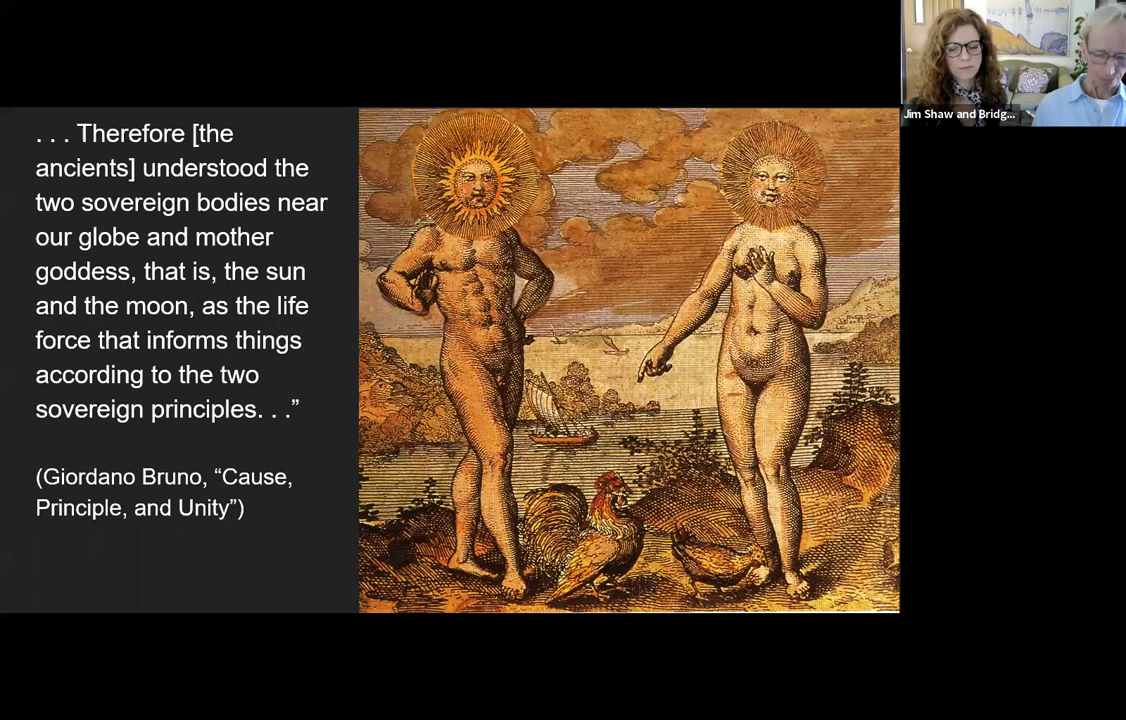 . . . Therefore [the
ancients] understood the
two sovereign bodies near
our globe and mother
goddess, that is, the sun
and the moon, as the life
force that informs things
according to the two
sovereign principles. . .”
(Giordano Bruno, “Cause,
Principle, and Unity”)
Jim Shaw and Bridg...